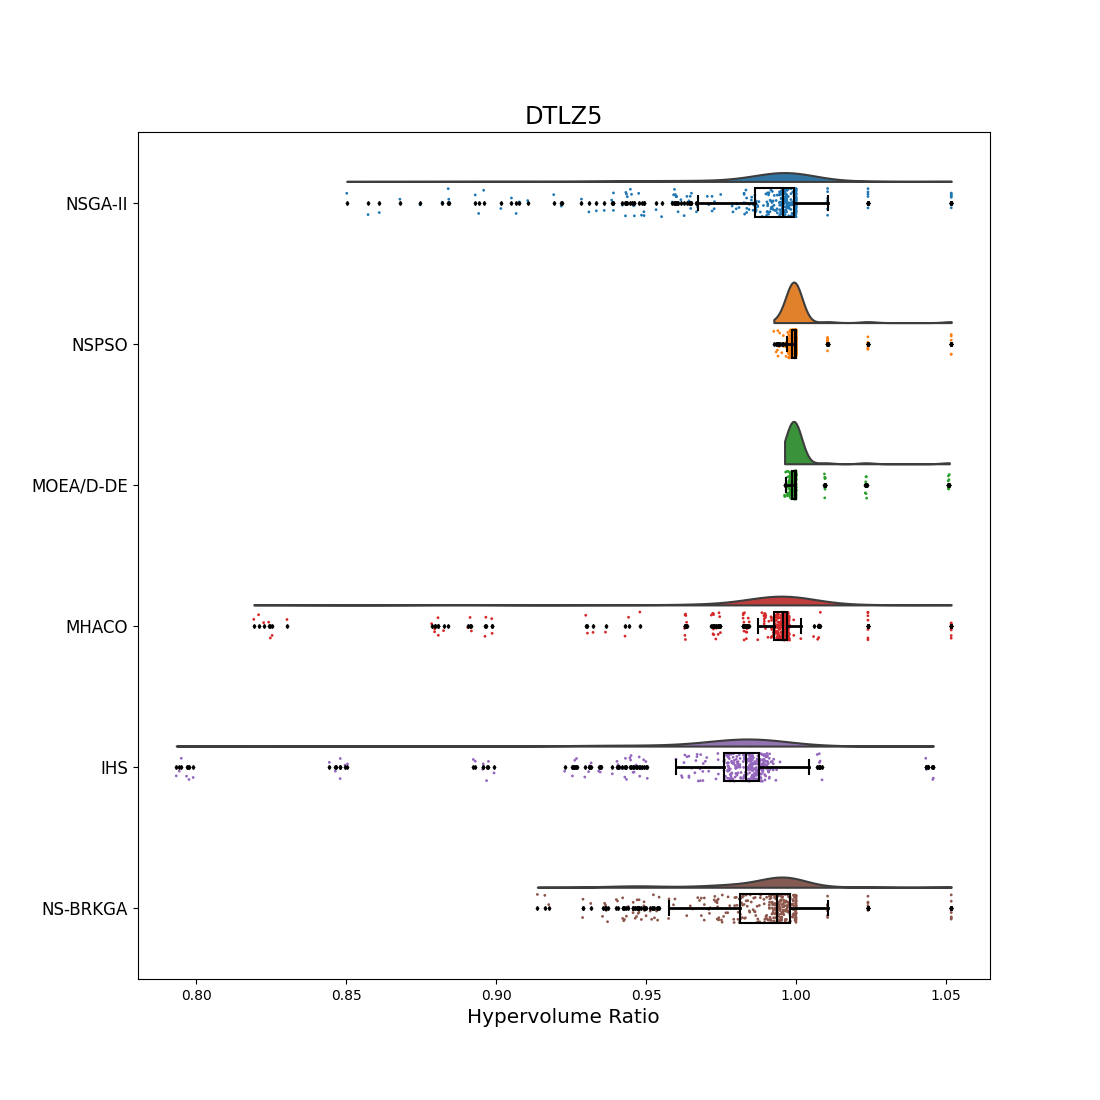 DTLZ5
NSGA-II
NSPSO
MOEA/D-DE
MHACO
IHS
NS-BRKGA
0.80 0.85 0.90 0.95 1.00 1.05
Hypervolume Ratio